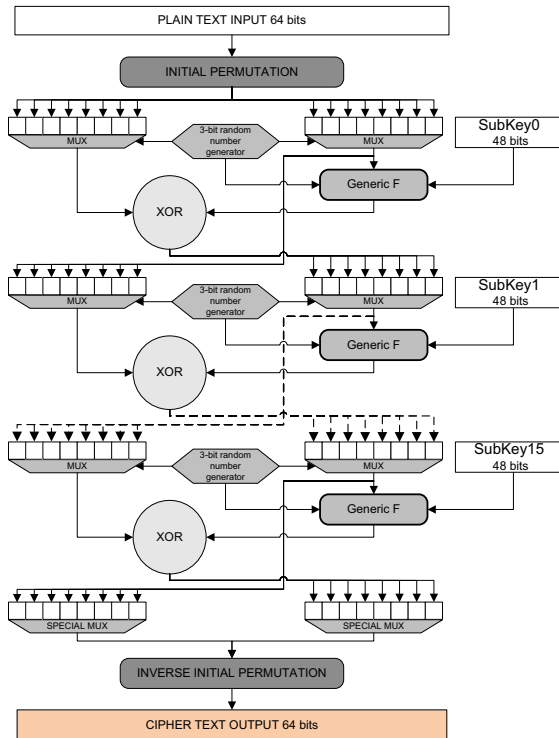 PLAIN TEXT INPUT 64 bits
INITIAL PERMUTATION
MUX
3-bit random
number
generator
MUX
SubKey0
48 bits
Generic F
XOR
MUX
3-bit random
number
generator
MUX
SubKey1
48 bits
Generic F
XOR
MUX
3-bit random
number
generator
MUX
SubKey15
48 bits
Generic F
XOR
SPECIAL MUX
SPECIAL MUX
INVERSE INITIAL PERMUTATION
CIPHER TEXT OUTPUT 64 bits